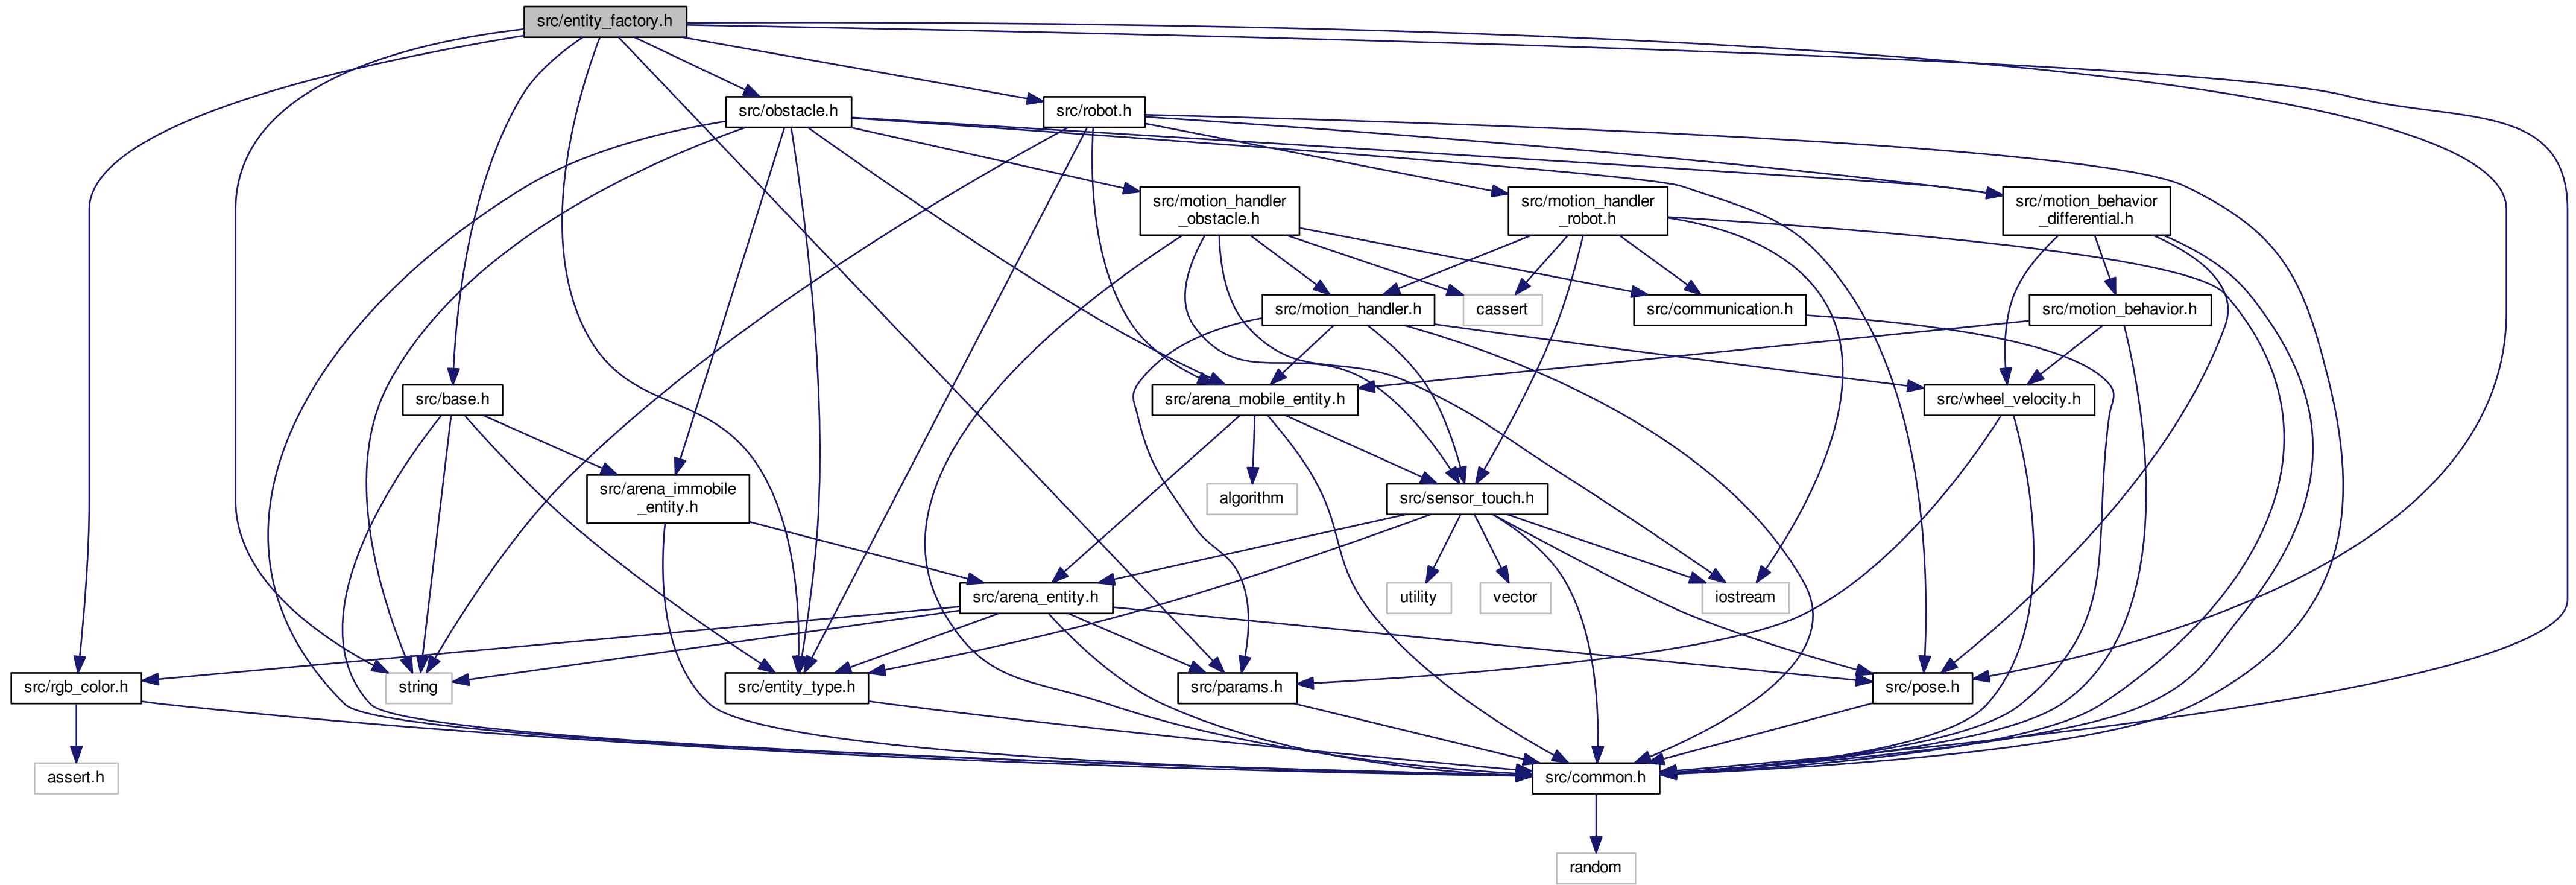 src/entity_factory.h
src/obstacle.h
src/robot.h
src/motion_handler
_obstacle.h
src/motion_handler
_robot.h
src/motion_behavior
_differential.h
src/motion_handler.h
cassert
src/communication.h
src/motion_behavior.h
src/base.h
src/arena_mobile_entity.h
src/wheel_velocity.h
src/arena_immobile
_entity.h
algorithm
src/sensor_touch.h
src/arena_entity.h
utility
vector
iostream
src/rgb_color.h
string
src/entity_type.h
src/params.h
src/pose.h
assert.h
src/common.h
random